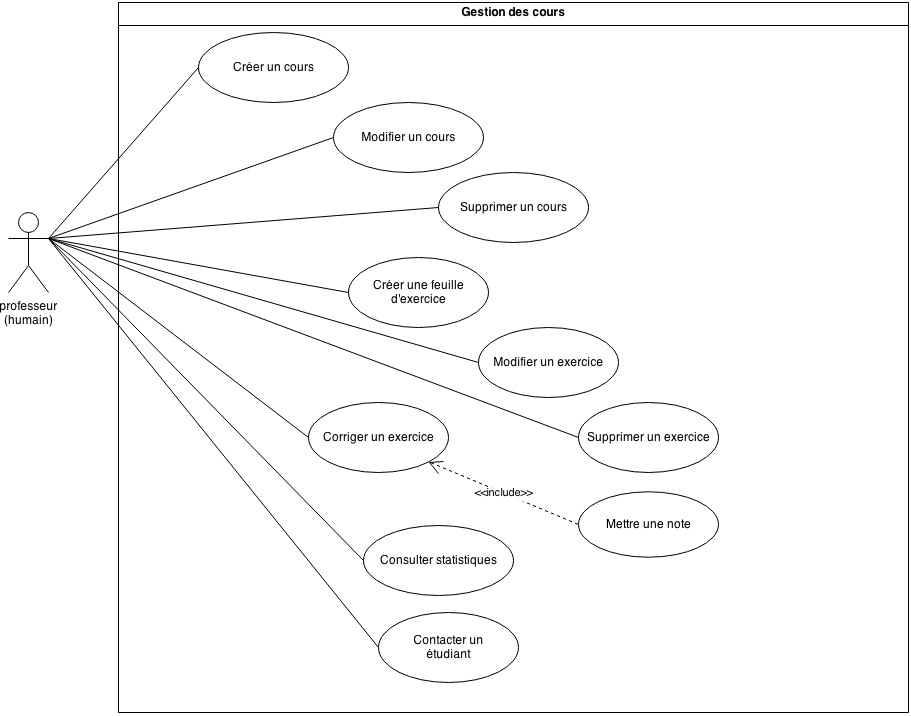 Gestion des cours
Créer un cours
Modifier un cours
Supprimer un cours
Créer une feuille
d'exercice
professeur
(humain)
Modifier un exercice
Corriger un exercice
Supprimer un exercice
<<include>>
Mettre une note
Consulter statistiques
Contacter un
étudiant